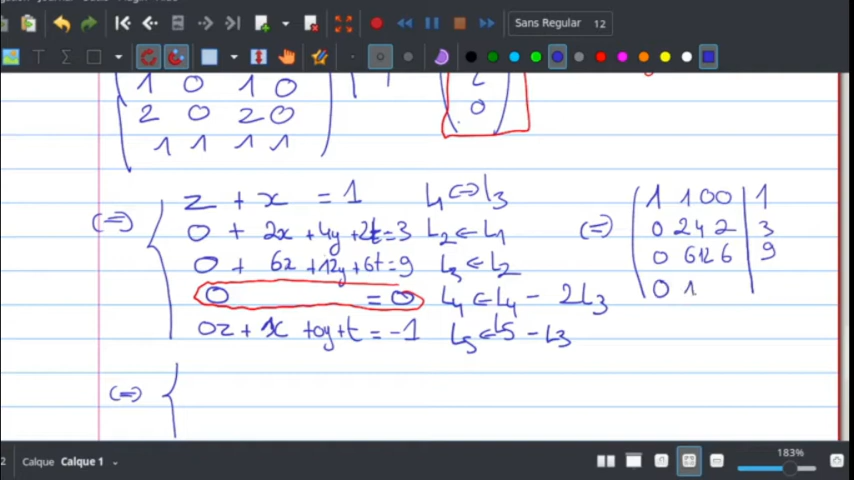 Sans Regular 12
1 0 1 0
2 0 2 0
1 1 1 1
2
0
z + x = 1 L1 <=> L3
0 + 2x + 4y + 2t = 3 L2 ← L1
0 + 6x + 12y + 6t = 9 L3 ← L2
0 = 0 L4 ← L4 - 2L3
0z + x + 0y + t = -1 L5 ← L5 - L3
(=)
(=)
1 1 0 0 | 1
0 2 4 2 | 3
0 6 12 6 | 9
0 1
(=)
2 Calque Calque 1 183%